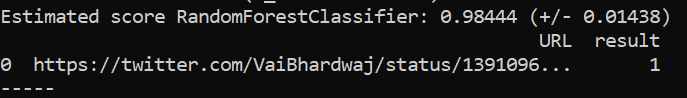 Estimated score RandomForestClassifier: 0.98444 (+/- 0.01438)
URL result
0 https://twitter.com/VaiBhardwaj/status/1391096... 1
-----